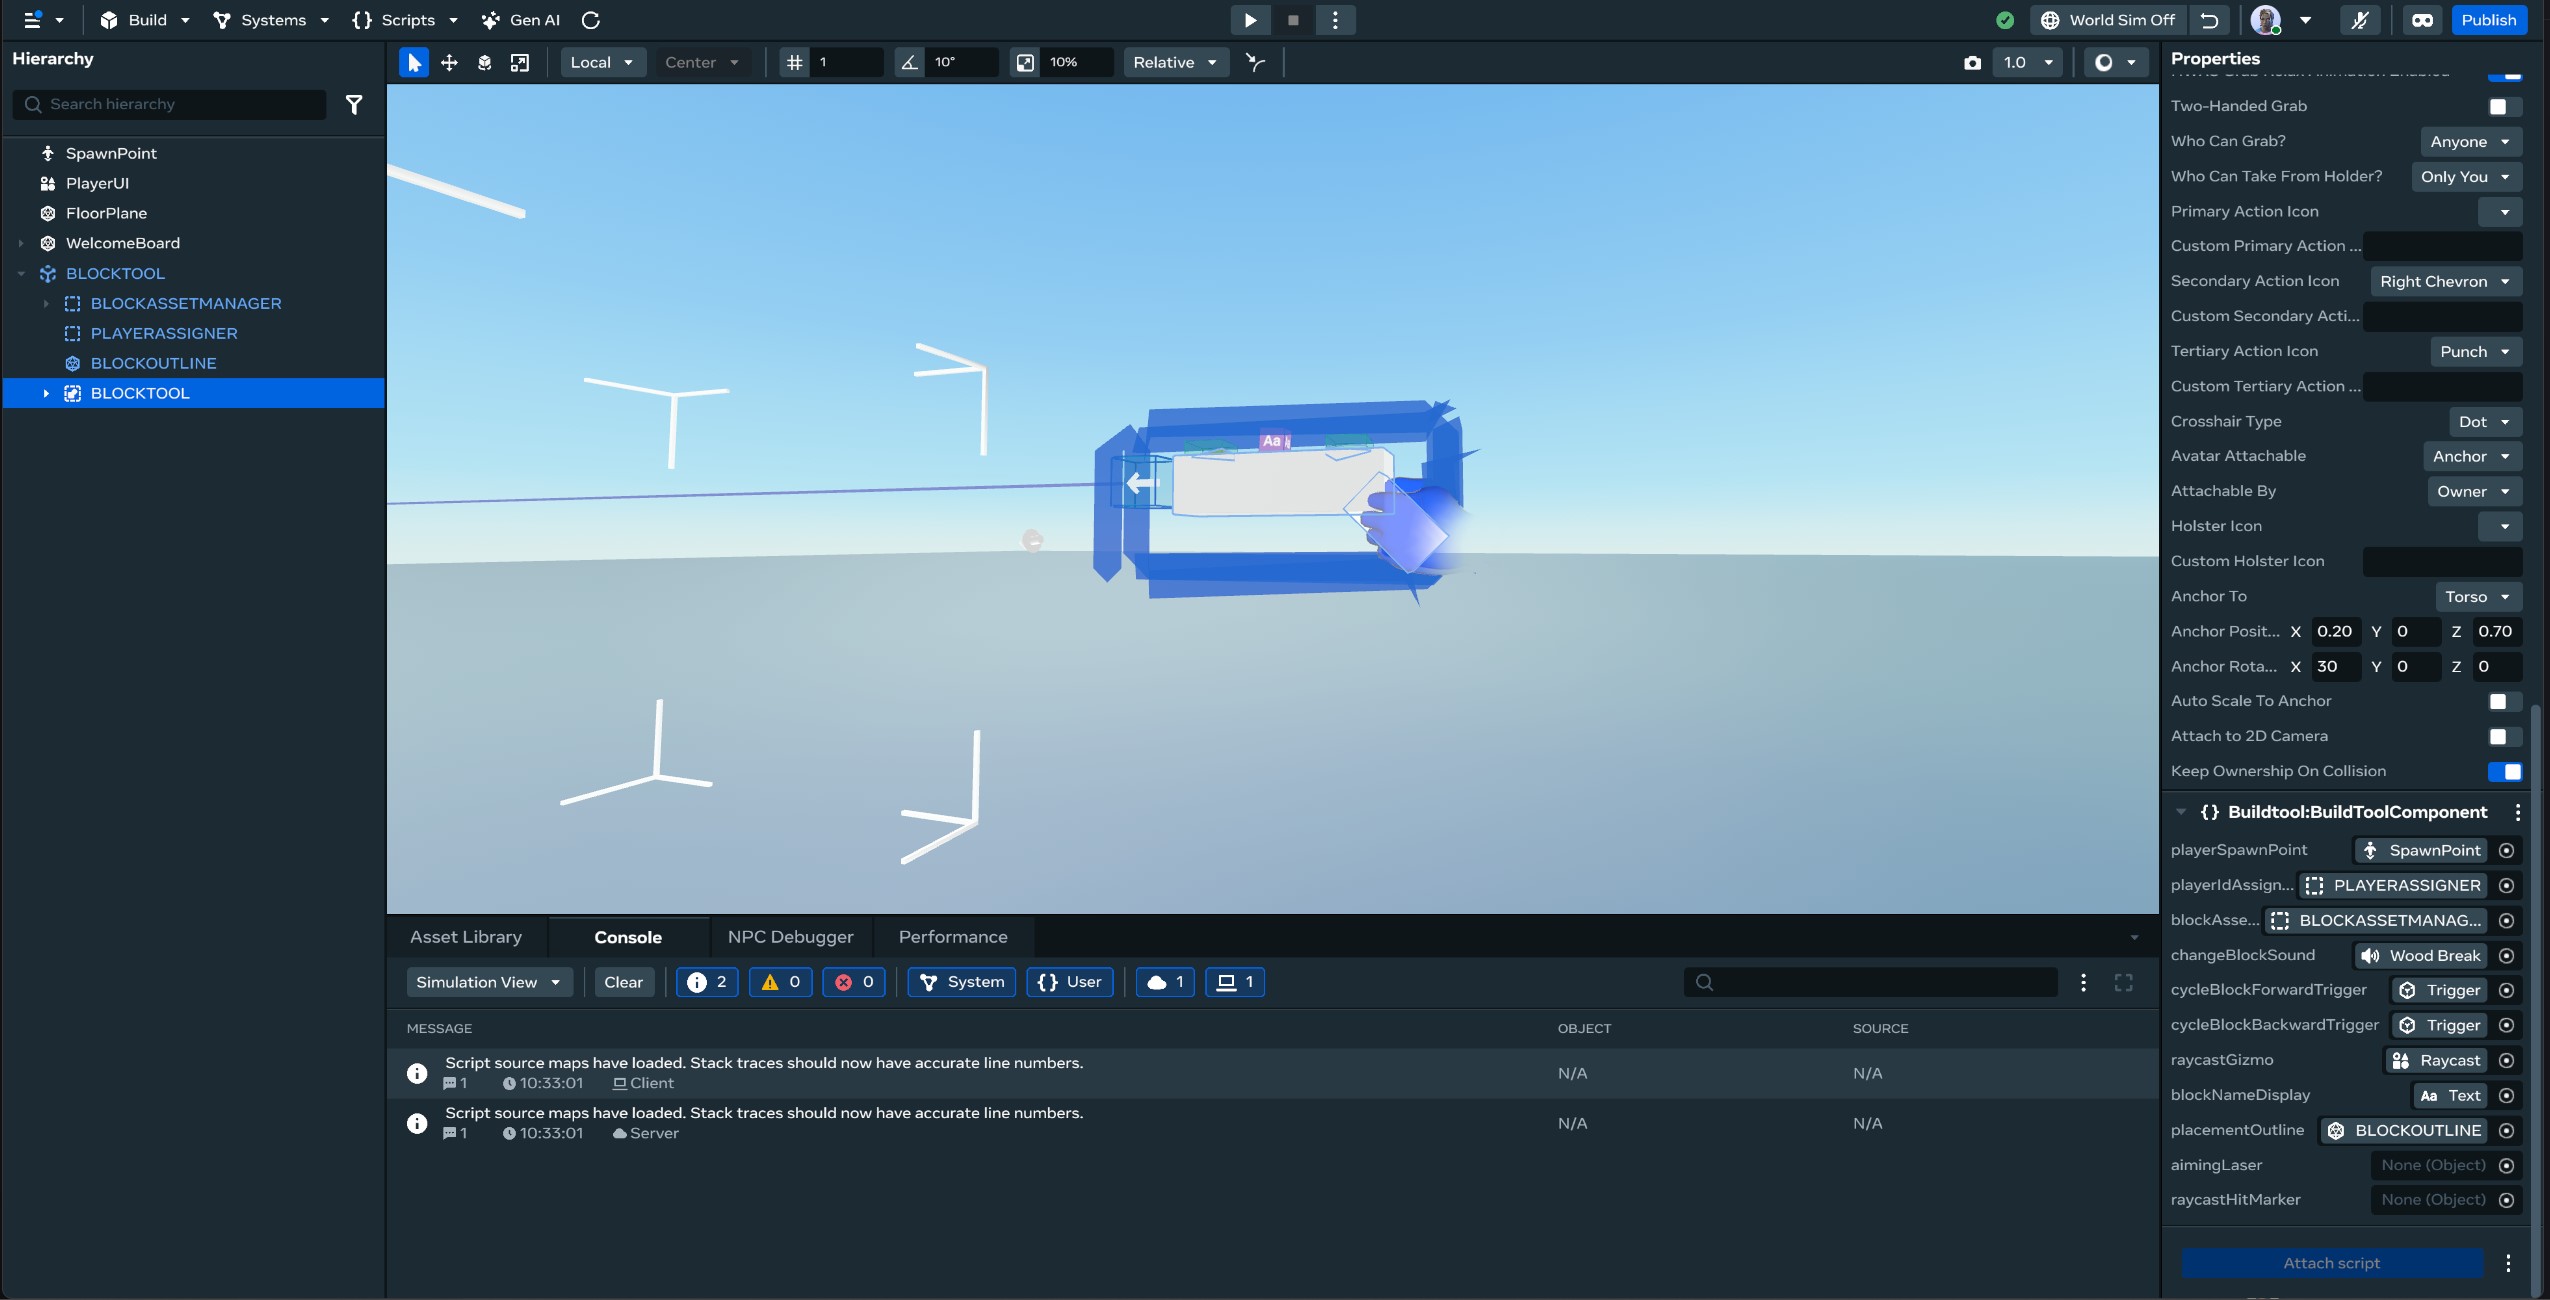 Build
Systems
Scripts
Gen AI
World Sim Off
Publish
Hierarchy
Search hierarchy
SpawnPoint
PlayerUI
FloorPlane
WelcomeBoard
BLOCKTOOL
BLOCKASSETMANAGER
PLAYERASSIGNER
BLOCKOUTLINE
BLOCKTOOL
Local
Center
1
10°
10%
Relative
1.0
Aa
Asset Library
Console
NPC Debugger
Performance
Simulation View
Clear
2
0
0
System
{} User
1
1
MESSAGE OBJECT SOURCE
Script source maps have loaded. Stack traces should now have accurate line numbers. N/A N/A
1 10:33:01 Client
Script source maps have loaded. Stack traces should now have accurate line numbers. N/A N/A
1 10:33:01 Server
Properties
Two-Handed Grab
Who Can Grab? Anyone
Who Can Take From Holder? Only You
Primary Action Icon
Custom Primary Action ...
Secondary Action Icon Right Chevron
Custom Secondary Acti...
Tertiary Action Icon Punch
Custom Tertiary Action ...
Crosshair Type Dot
Avatar Attachable Anchor
Attachable By Owner
Holster Icon
Custom Holster Icon
Anchor To Torso
Anchor Posit... X 0.20 Y 0 Z 0.70
Anchor Rota... X 30 Y 0 Z 0
Auto Scale To Anchor
Attach to 2D Camera
Keep Ownership On Collision
{} Buildtool:BuildToolComponent
playerSpawnPoint SpawnPoint
playerIdAssign... PLAYERASSIGNER
blockAsse... BLOCKASSETMANAG...
changeBlockSound Wood Break
cycleBlockForwardTrigger Trigger
cycleBlockBackwardTrigger Trigger
raycastGizmo Raycast
blockNameDisplay Aa Text
placementOutline BLOCKOUTLINE
aimingLaser None (Object)
raycastHitMarker None (Object)
Attach script